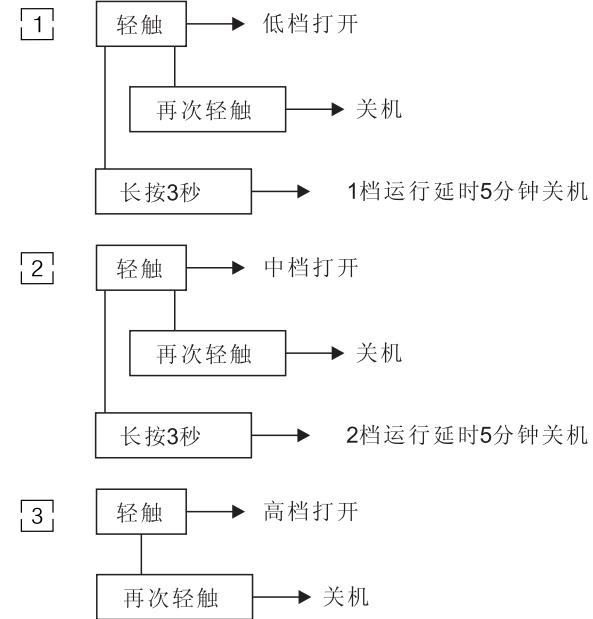 1 轻触 低档打开
再次轻触 关机
长按3秒 1档运行延时5分钟关机
2 轻触 中档打开
再次轻触 关机
长按3秒 2档运行延时5分钟关机
3 轻触 高档打开
再次轻触 关机